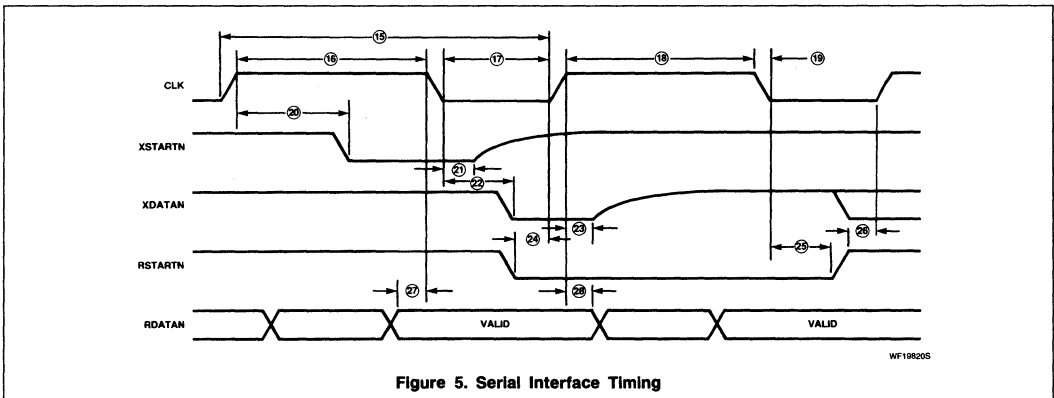 ⑮
⑯ ⑰ ⑱ ⑲
CLK
⑳
XSTARTN
㉑
㉒
XDATAN
㉓
㉔ ㉖
㉕
RSTARTN
㉗ ㉘
RDATAN VALID VALID
WF19820S
Figure 5. Serial Interface Timing